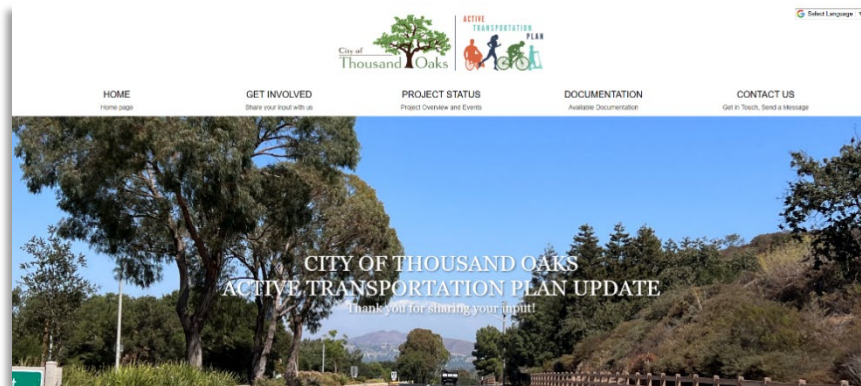 Select Language
City of
Thousand Oaks
ACTIVE
TRANSPORTATION
PLAN
HOME
Home page
GET INVOLVED
Share your input with us
PROJECT STATUS
Project Overview and Events
DOCUMENTATION
Available Documentation
CONTACT US
Get in Touch, Send a Message
CITY OF THOUSAND OAKS
ACTIVE TRANSPORTATION PLAN UPDATE
Thank you for sharing your input!